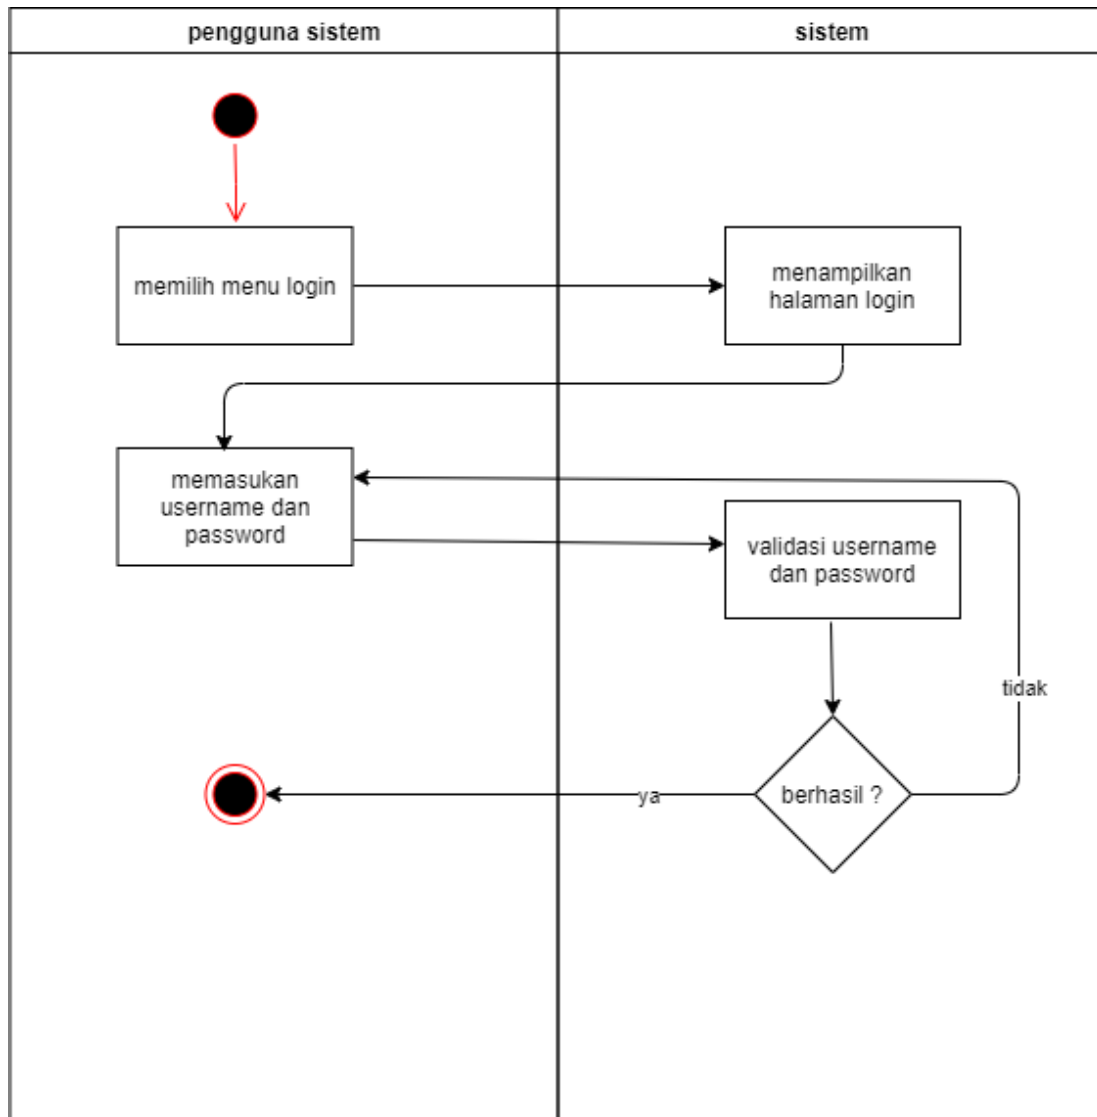 pengguna sistem
sistem
memilih menu login
menampilkan
halaman login
memasukan
username dan
password
validasi username
dan password
tidak
ya
berhasil ?